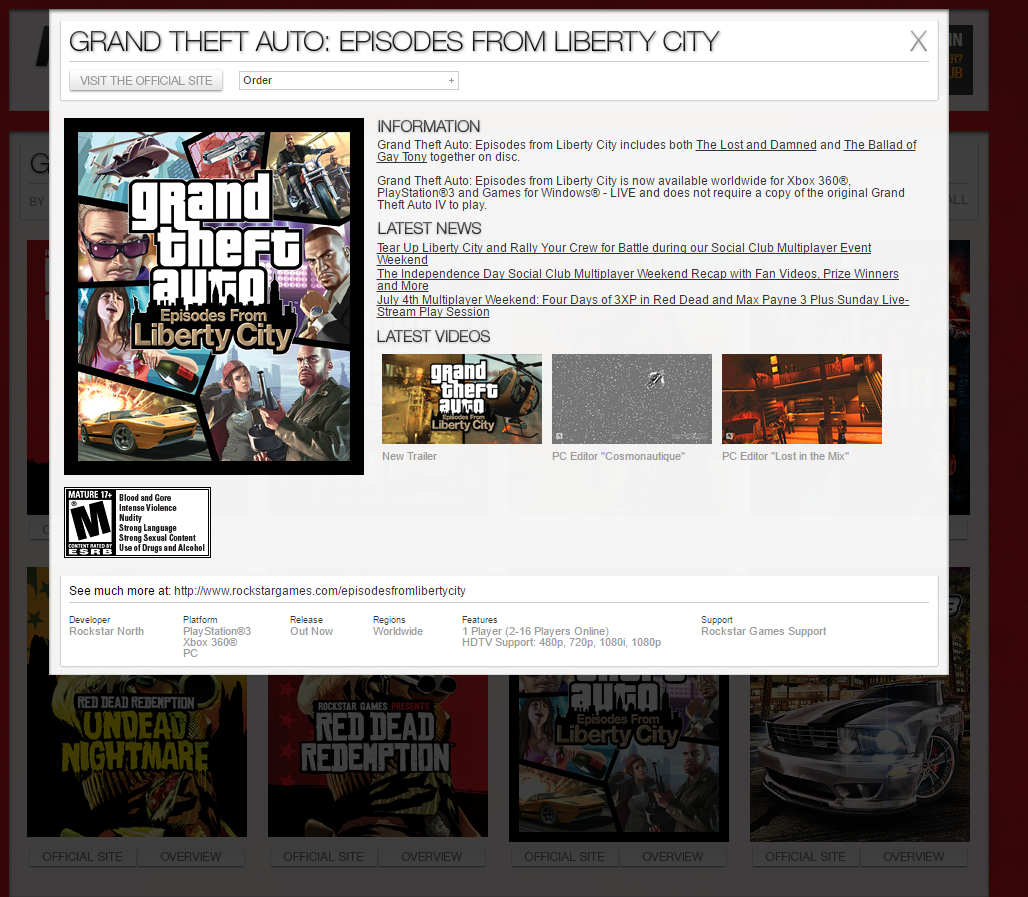 GRAND THEFT AUTO: EPISODES FROM LIBERTY CITY
X
VISIT THE OFFICIAL SITE
Order
+
IN
BY
ALL
grand
theft
auto
Episodes From
Liberty City
MATURE 17+
M
®
CONTENT RATED BY
ESRB
Blood and Gore
Intense Violence
Nudity
Strong Language
Strong Sexual Content
Use of Drugs and Alcohol
INFORMATION
Grand Theft Auto: Episodes from Liberty City includes both The Lost and Damned and The Ballad of
Gay Tony together on disc.
Grand Theft Auto: Episodes from Liberty City is now available worldwide for Xbox 360®,
PlayStation®3 and Games for Windows® - LIVE and does not require a copy of the original Grand
Theft Auto IV to play.
LATEST NEWS
Tear Up Liberty City and Rally Your Crew for Battle during our Social Club Multiplayer Event
Weekend
The Independence Day Social Club Multiplayer Weekend Recap with Fan Videos, Prize Winners
and More
July 4th Multiplayer Weekend: Four Days of 3XP in Red Dead and Max Payne 3 Plus Sunday Live-
Stream Play Session
LATEST VIDEOS
grand
theft
auto
Episodes From
Liberty City
New Trailer
PC Editor "Cosmonautique"
PC Editor "Lost in the Mix"
See much more at: http://www.rockstargames.com/episodesfromlibertycity
Developer
Rockstar North
Platform
PlayStation®3
Xbox 360®
PC
Release
Out Now
Regions
Worldwide
Features
1 Player (2-16 Players Online)
HDTV Support: 480p, 720p, 1080i, 1080p
Support
Rockstar Games Support
RED DEAD REDEMPTION
UNDEAD
NIGHTMARE
ROCKSTAR GAMES PRESENTS
RED DEAD
REDEMPTION
theft
auto
Episodes From
Liberty City
OFFICIAL SITE
OVERVIEW
OFFICIAL SITE
OVERVIEW
OFFICIAL SITE
OVERVIEW
OFFICIAL SITE
OVERVIEW